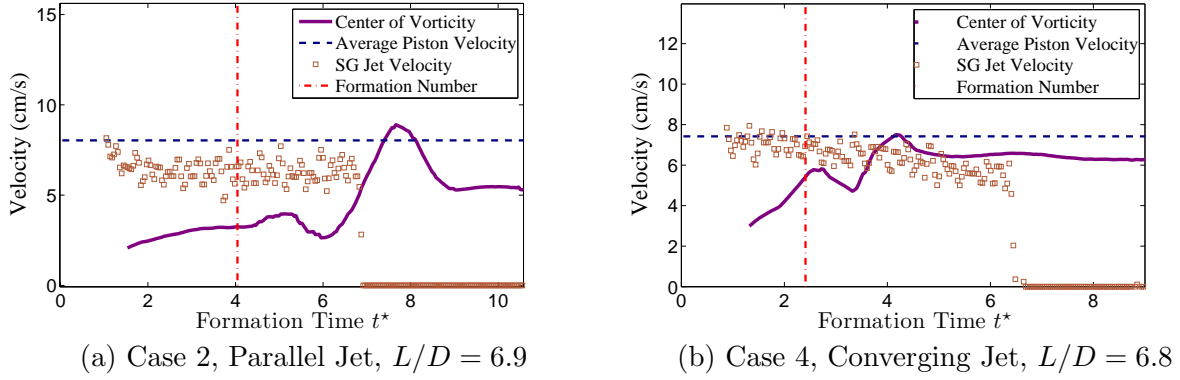 15
10
5
0
Velocity (cm/s)
Center of Vorticity
Average Piston Velocity
SG Jet Velocity
Formation Number
0 2 4 6 8 10
Formation Time t⋆
(a) Case 2, Parallel Jet, L/D = 6.9
14
12
10
8
6
4
2
0
Velocity (cm/s)
Center of Vorticity
Average Piston Velocity
SG Jet Velocity
Formation Number
0 2 4 6 8
Formation Time t⋆
(b) Case 4, Converging Jet, L/D = 6.8